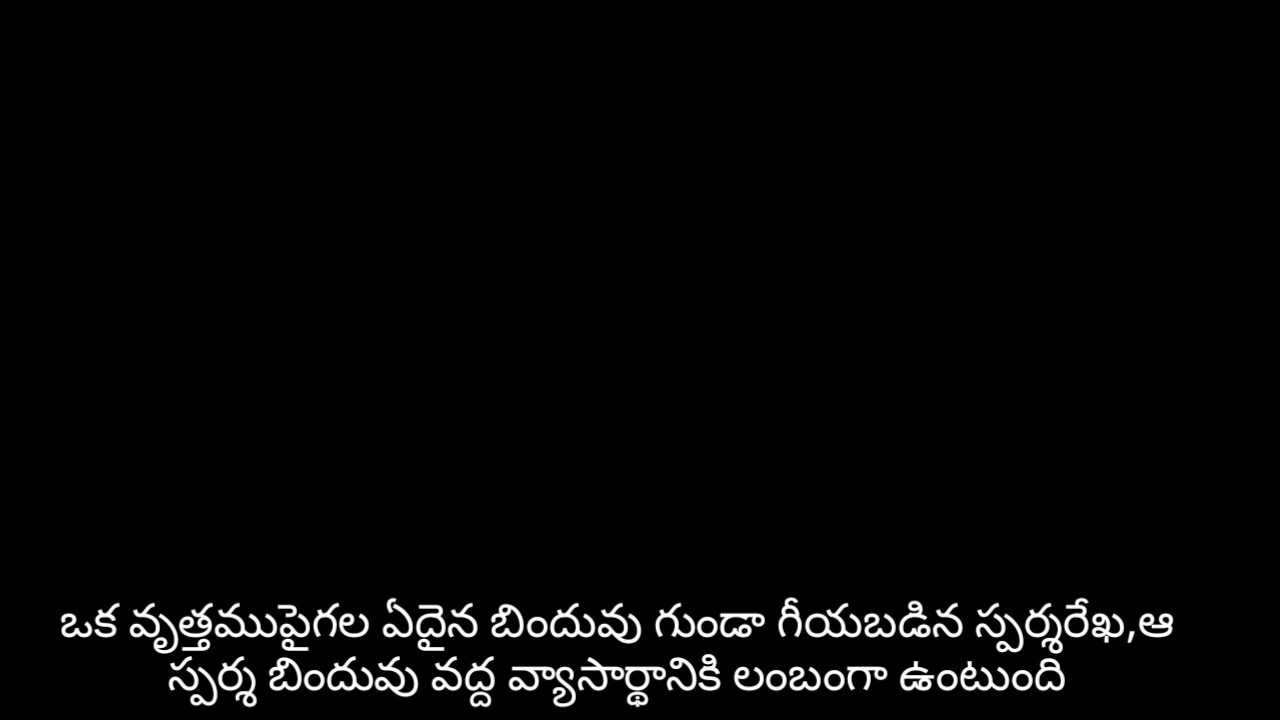 ఒక వృత్తముపైగల ఏదైన బిందువు గుండా గీయబడిన స్పర్శరేఖ,ఆ
స్పర్శ బిందువు వద్ద వ్యాసార్థానికి లంబంగా ఉంటుంది